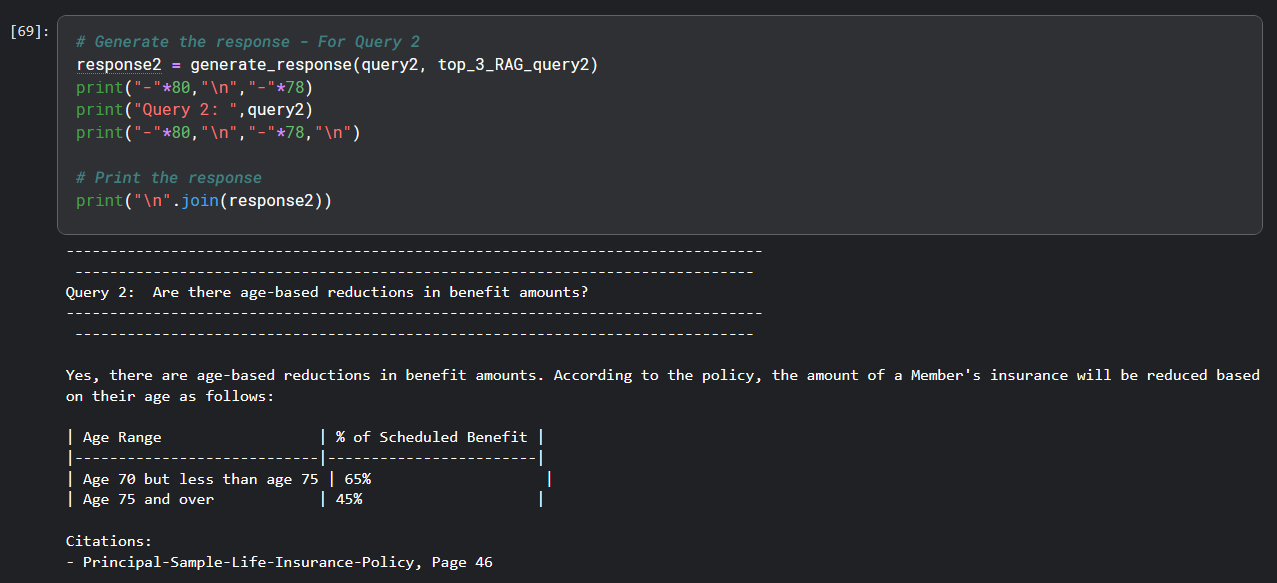 [69]:
# Generate the response - For Query 2
response2 = generate_response(query2, top_3_RAG_query2)
print("-"*80,"\n","-"*78)
print("Query 2: ",query2)
print("-"*80,"\n","-"*78,"\n")
# Print the response
print("\n".join(response2))
--------------------------------------------------------------------------------
 ------------------------------------------------------------------------------
Query 2:  Are there age-based reductions in benefit amounts?
--------------------------------------------------------------------------------
 ------------------------------------------------------------------------------
Yes, there are age-based reductions in benefit amounts. According to the policy, the amount of a Member's insurance will be reduced based
on their age as follows:
| Age Range                  | % of Scheduled Benefit |
|----------------------------|------------------------|
| Age 70 but less than age 75 | 65%                    |
| Age 75 and over            | 45%                    |
Citations:
- Principal-Sample-Life-Insurance-Policy, Page 46